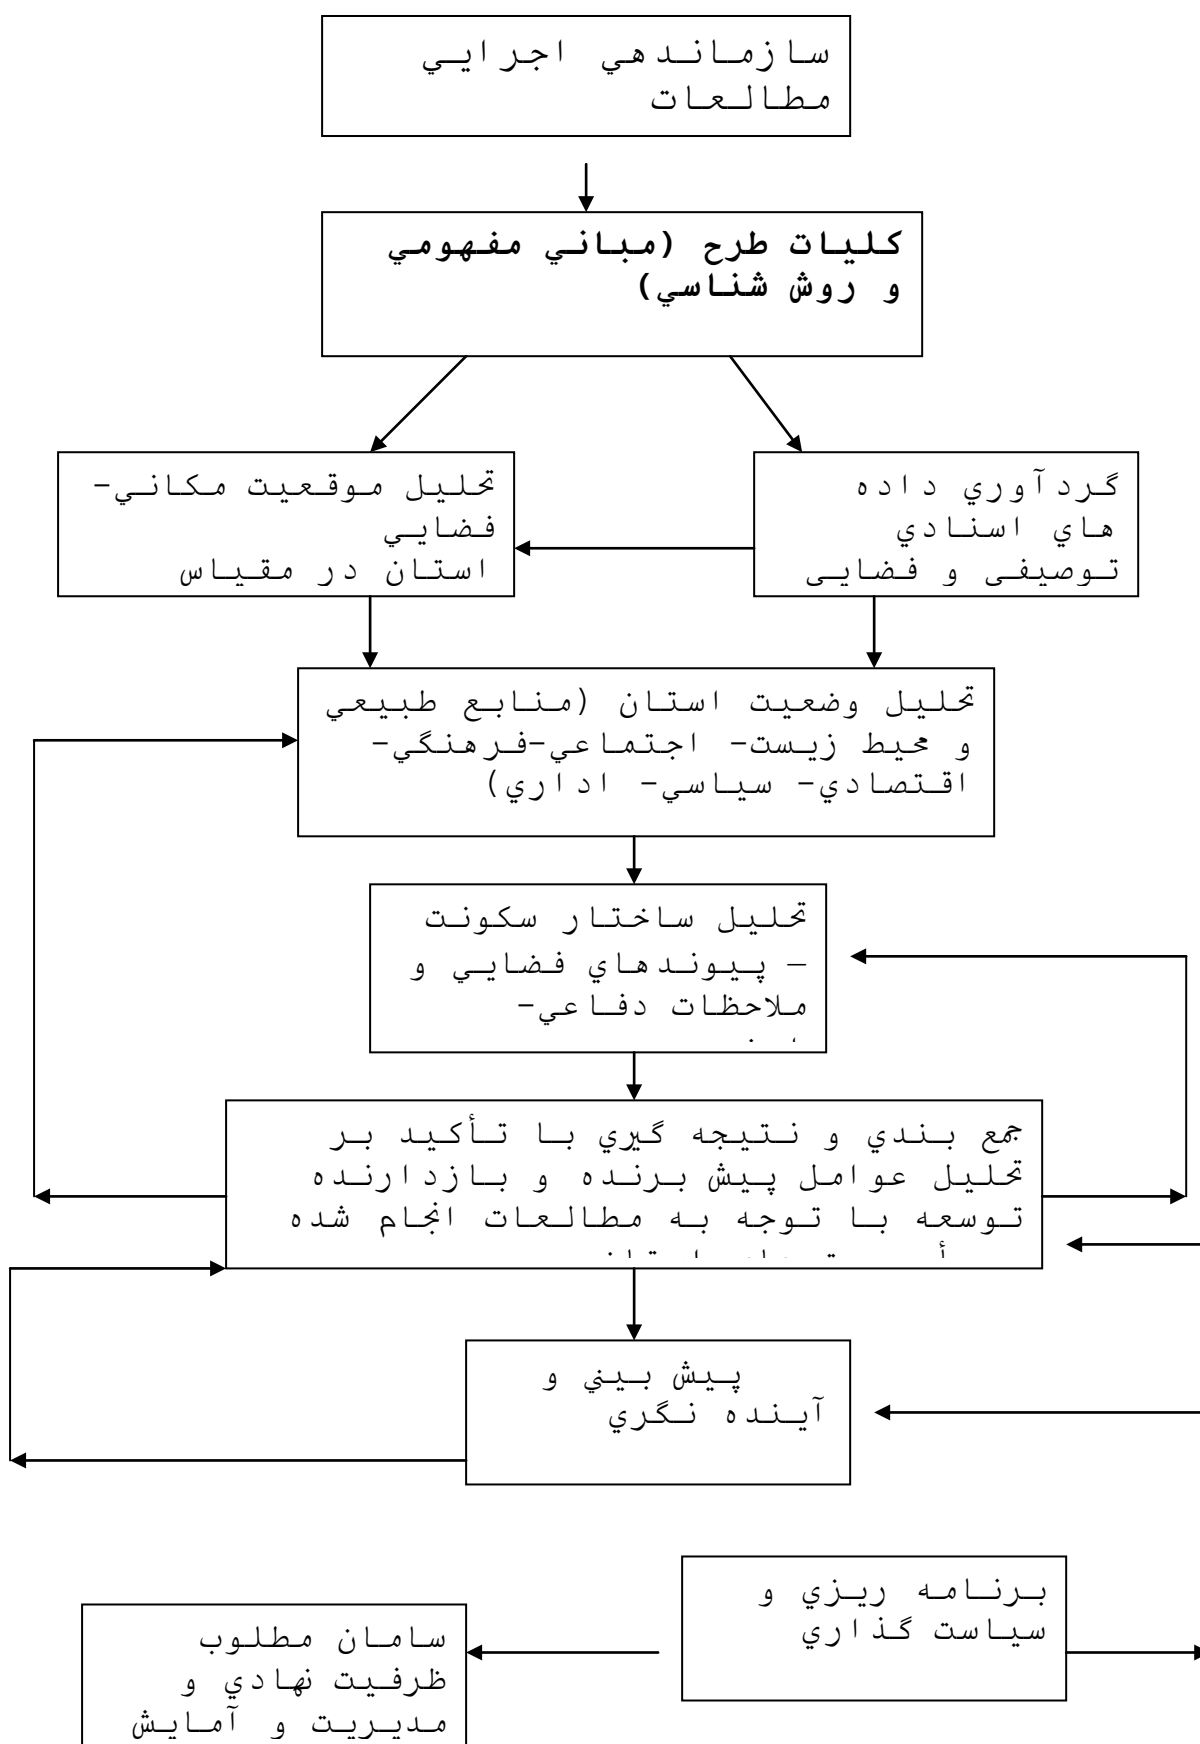 سازماندهي اجرايي
مطالعات
كليات طرح (مباني مفهومي
و روش شناسي)
گردآوري داده
هاي اسنادي
توصيفي و فضايي
تحليل موقعيت مكاني-
فضايي
استان در مقياس
تحليل وضعيت استان (منابع طبيعي
و محيط زيست- اجتماعي-فرهنگي-
اقتصادي- سياسي- اداري)
تحليل ساختار سكونت
– پيوندهاي فضايي و
ملاحظات دفاعي-
جمع بندي و نتيجه گيري با تأكيد بر
تحليل عوامل پيش برنده و بازدارنده
توسعه با توجه به مطالعات انجام شده
پيش بيني و
آينده نگري
برنامه ريزي و
سياست گذاري
سامان مطلوب
ظرفيت نهادي و
مديريت و آمايش